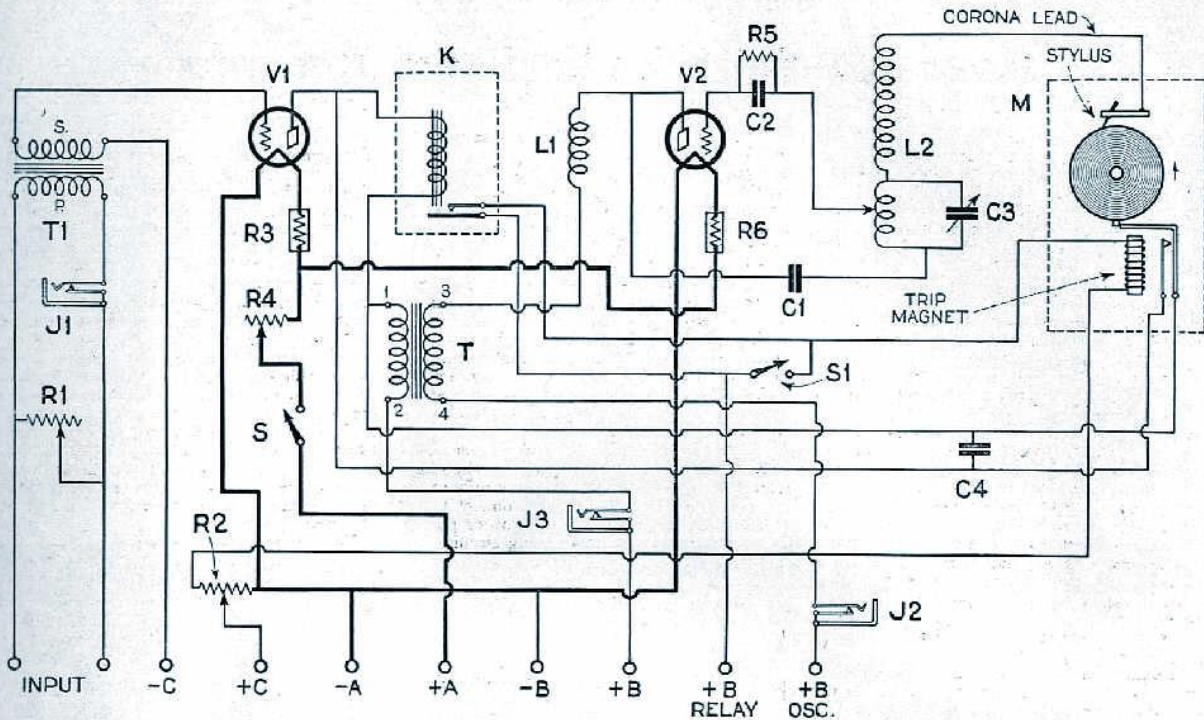 CORONA LEAD
STYLUS
M
K
R5
V1
V2
C2
S.
P.
T1
L1
L2
C3
R3
R6
J1
R4
C1
TRIP
MAGNET
1
3
T
2
4
S1
R1
S
C4
R2
J3
J2
INPUT
-C
+C
-A
+A
-B
+B
+B
RELAY
+B
OSC.